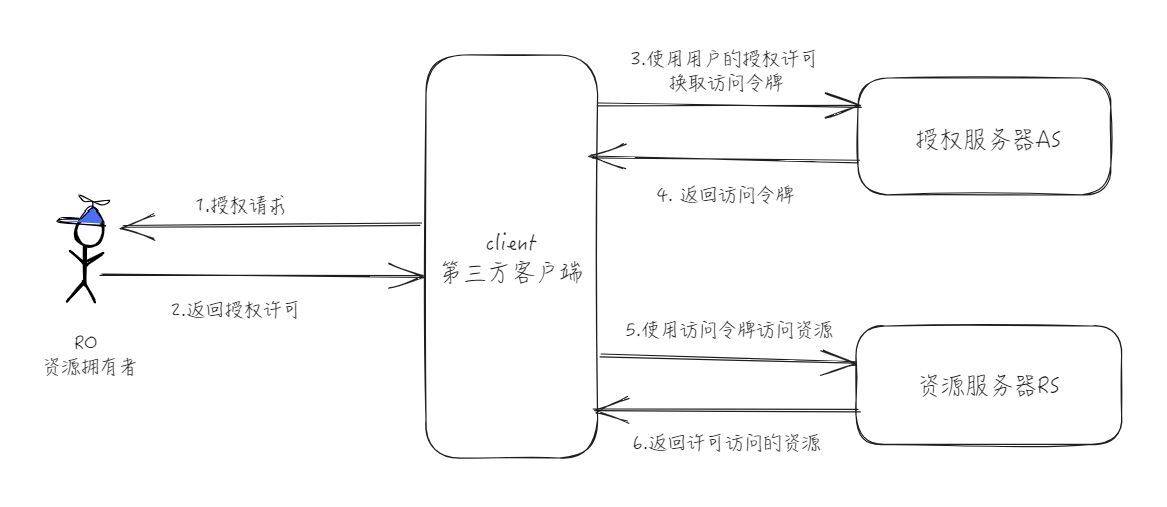 1.授权请求
2.返回授权许可
RO
资源拥有者
client
第三方客户端
3.使用用户的授权许可
换取访问令牌
授权服务器AS
4. 返回访问令牌
5.使用访问令牌访问资源
资源服务器RS
6.返回许可访问的资源